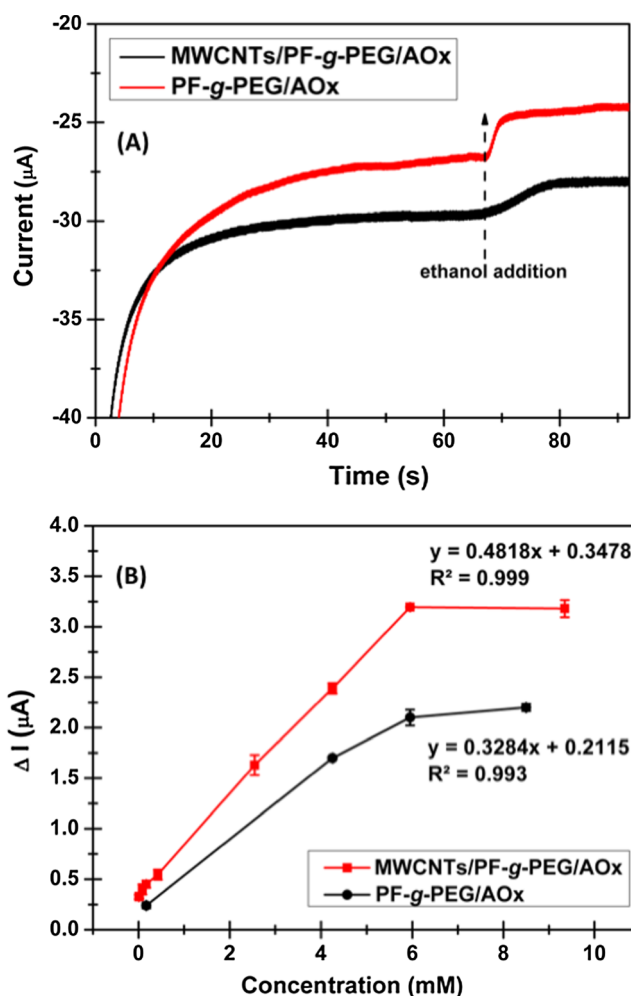 -20
MWCNTs/PF-g-PEG/AOx
PF-g-PEG/AOx
-25
(A)
Current (µA)
-30
ethanol addition
-35
-40
0 20 40 60 80
Time (s)
4.0
(B)
y = 0.4818x + 0.3478
R² = 0.999
3.5
3.0
2.5
Δ I (µA)
2.0
y = 0.3284x + 0.2115
R² = 0.993
1.5
1.0
MWCNTs/PF-g-PEG/AOx
PF-g-PEG/AOx
0.5
0.0
0 2 4 6 8 10
Concentration (mM)